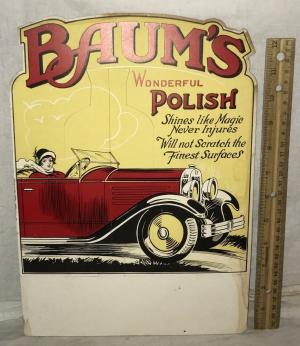 BAUM'S
WONDERFUL
POLISH
Shines like Magic
Never Injures
Will not Scratch the
Finest Surfaces